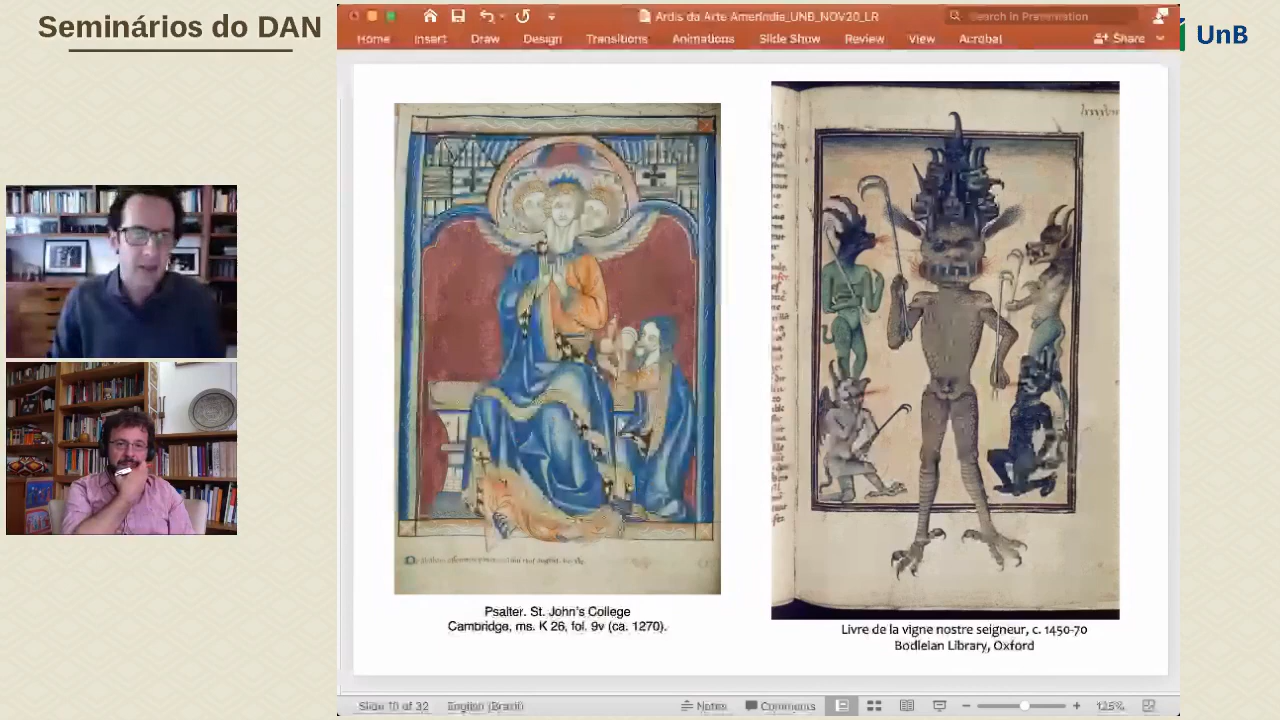 Seminários do DAN
UnB
Ardis da Arte Ameríndia_UNB_NOV20_LR
Search in Presentation
Home Insert Draw Design Transitions Animations Slide Show Review View Acrobat
Share
Psalter. St. John's College
Cambridge, ms. K 26, fol. 9v (ca. 1270).
Livre de la vigne nostre seigneur, c. 1450-70
Bodleian Library, Oxford
Slide 10 of 32 English (Brazil) Notes Comments 125%